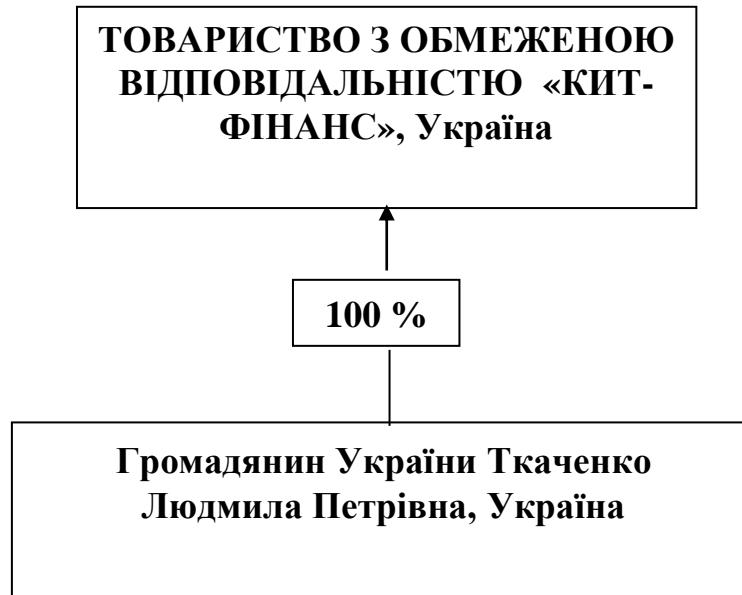 ТОВАРИСТВО З ОБМЕЖЕНОЮ
ВІДПОВІДАЛЬНІСТЮ «КИТ-
ФІНАНС», Україна
100 %
Громадянин України Ткаченко
Людмила Петрівна, Україна